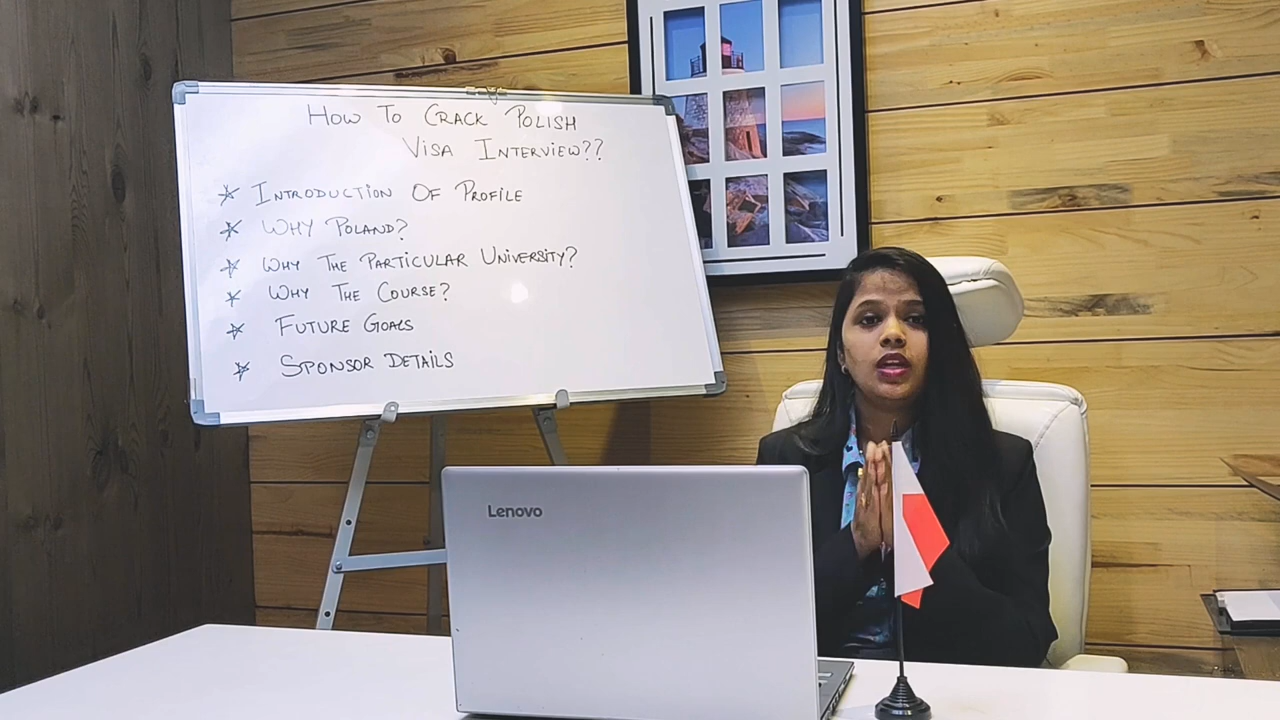 HOW TO CRACK POLISH
VISA INTERVIEW??
* INTRODUCTION OF PROFILE
* WHY POLAND?
* WHY THE PARTICULAR UNIVERSITY?
* WHY THE COURSE?
* FUTURE GOALS
* SPONSOR DETAILS
Lenovo